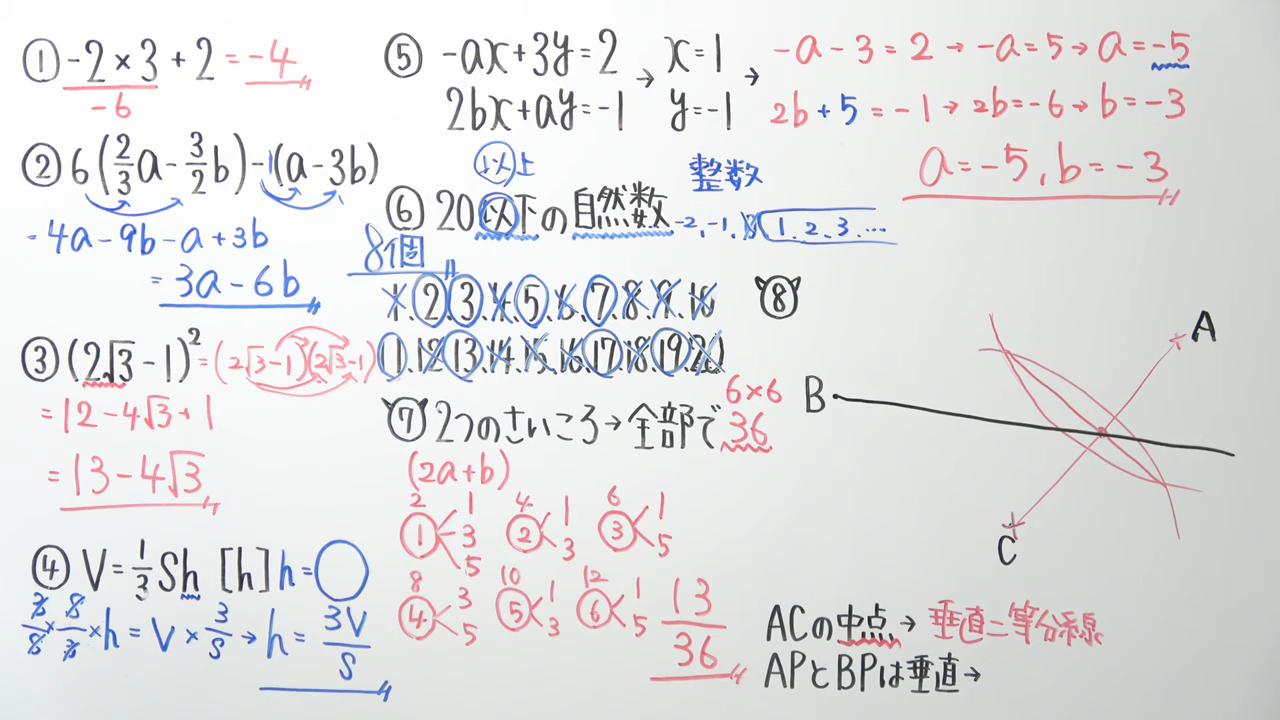 ① -2×3+2=-4
-6
② 6(2/3a-3/2b)-1(a-3b)
=4a-9b-a+3b
=3a-6b
③ (2√3-1)²=(2√3-1)(2√3-1)
=12-4√3+1
=13-4√3
④ V=1/3Sh [h] h=○
3/S×S/3×h=V×3/S→h=3V/S
⑤ -ax+3y=2 → x=1 → -a-3=2→-a=5→a=-5
2bx+ay=-1 y=-1 2b+5=-1→2b=-6→b=-3
a=-5,b=-3
以上
整数
⑥ 20以下の自然数 -2,-1,0 1.2.3…
8個
1.2.3.4.5.6.7.8.9.10
11.12.13.14.15.16.17.18.19.20
⑦ 2つのさいころ→全部で36
6×6
(2a+b)
2 1 4 1 6 1
① 3 ② 3 ③ 5
5
8 3 10 1 12 1
④ 5 ⑤ 3 ⑥ 5
13/36
⑧
A
B
C
ACの中点→垂直二等分線
APとBPは垂直→